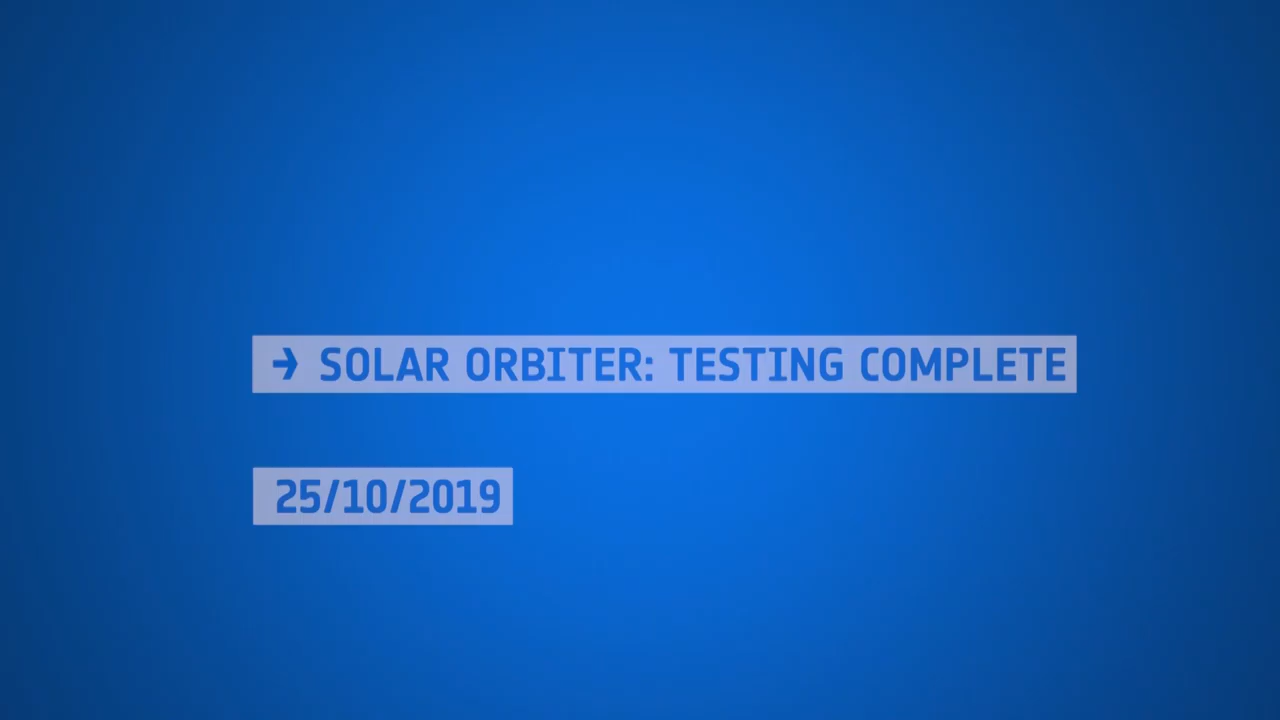 → SOLAR ORBITER: TESTING COMPLETE
25/10/2019